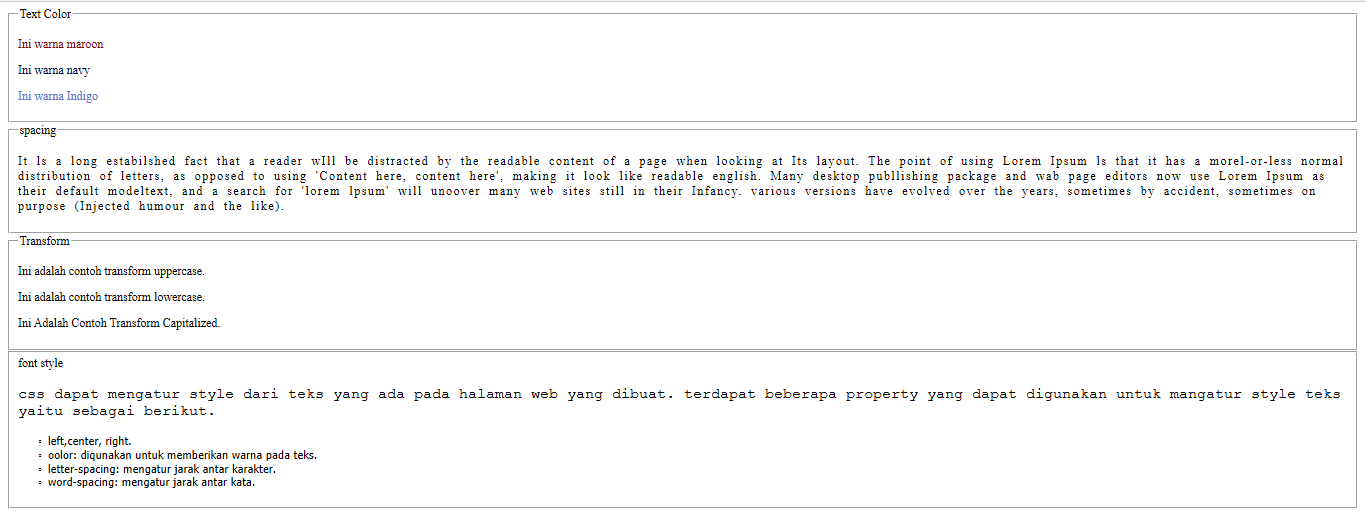 Text Color
Ini warna maroon
Ini warna navy
Ini warna Indigo
spacing
It ls a long estabilshed fact that a reader wIll be distracted by the readable content of a page when looking at Its layout. The point of using Lorem Ipsum ls that it has a morel-or-less normal
distribution of letters, as opposed to using 'Content here, content here', making it look like readable english. Many desktop publlishing package and wab page editors now use Lorem Ipsum as
their default modeltext, and a search for 'lorem lpsum' will unoover many web sites still in their Infancy. various versions have evolved over the years, sometimes by accident, sometimes on
purpose (Injected humour and the like).
Transform
Ini adalah contoh transform uppercase.
Ini adalah contoh transform lowercase.
Ini Adalah Contoh Transform Capitalized.
font style
css dapat mengatur style dari teks yang ada pada halaman web yang dibuat. terdapat beberapa property yang dapat digunakan untuk mangatur style teks
yaitu sebagai berikut.
left,center, right.
oolor: diqunakan untuk memberikan warna pada teks.
letter-spacing: mengatur jarak antar karakter.
word-spacing: mengatur jarak antar kata.